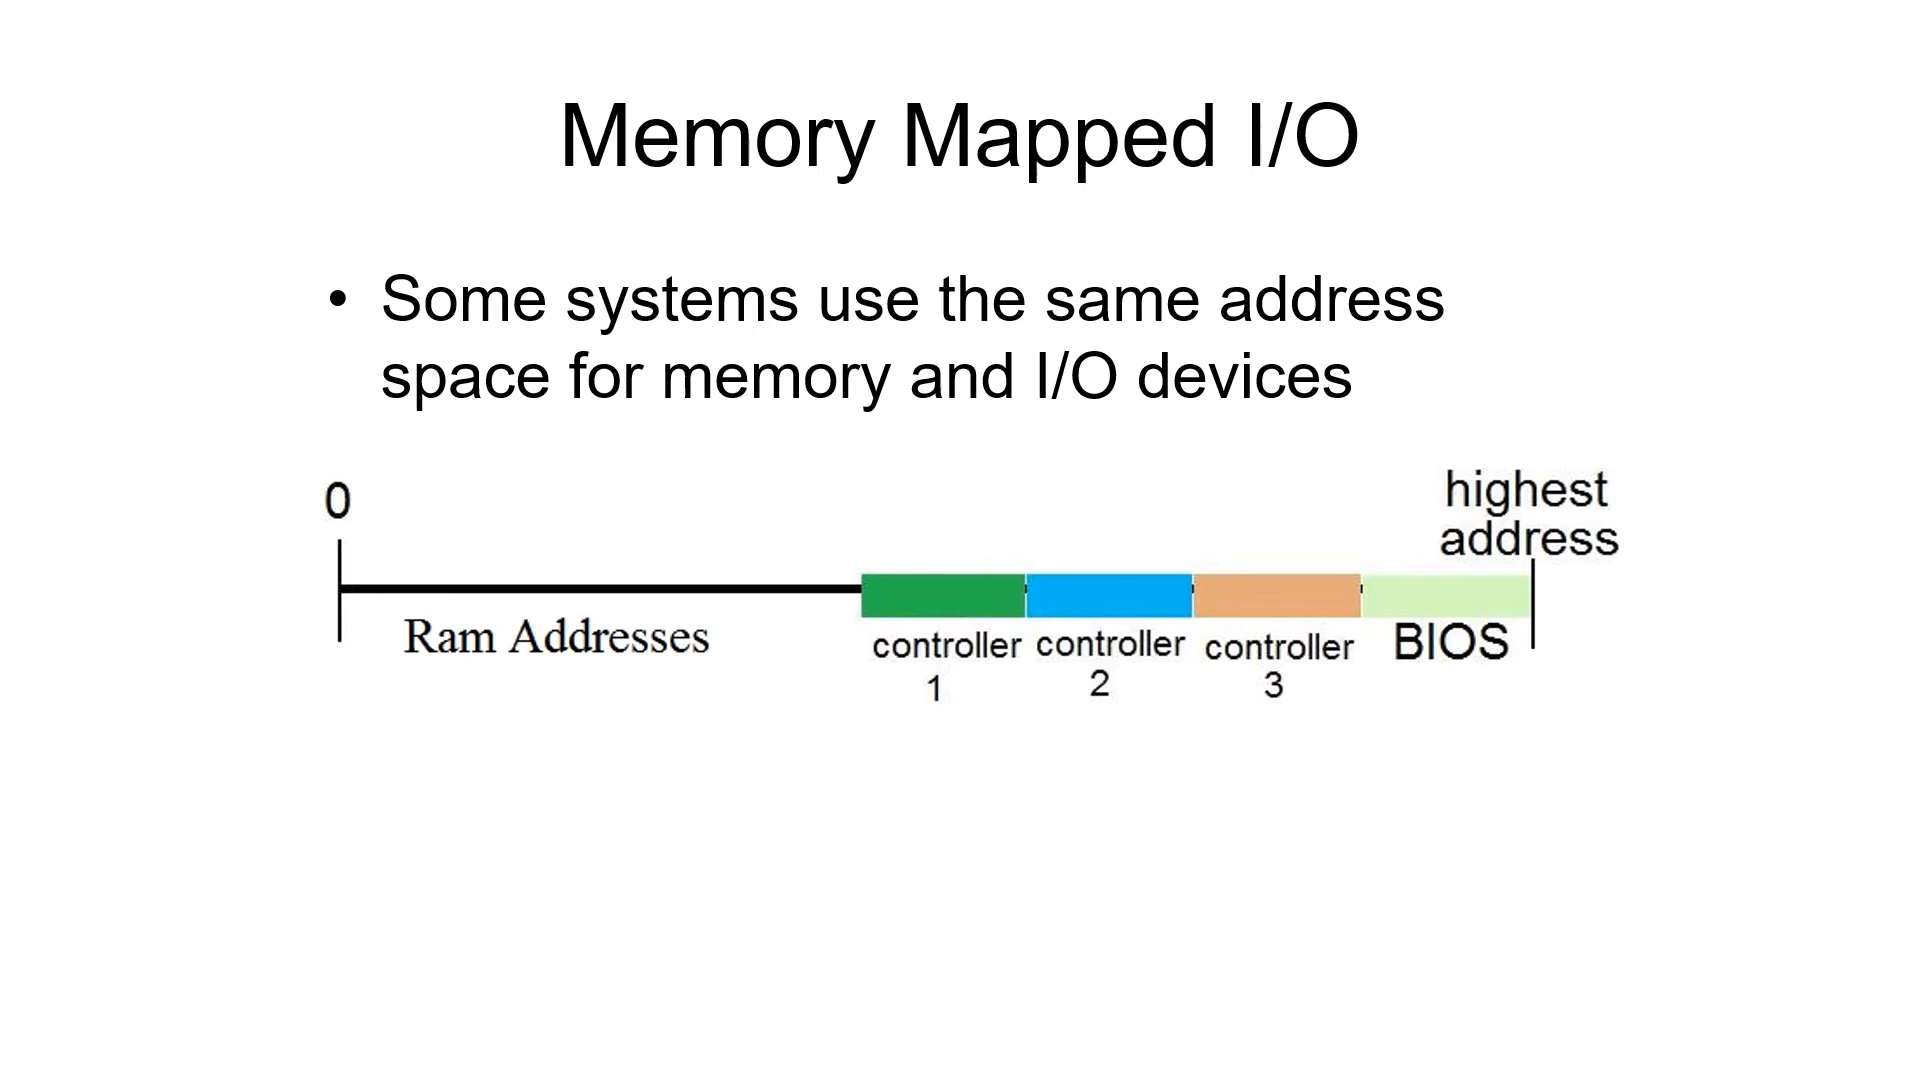 Memory Mapped I/O
• Some systems use the same address
space for memory and I/O devices
0
highest
address
Ram Addresses
controller
1
controller
2
controller
3
BIOS